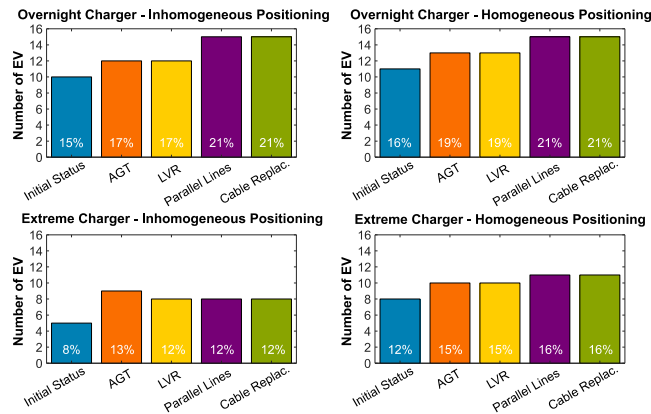 Overnight Charger - Inhomogeneous Positioning
Number of EV
16
14
12
10
8
6
4
2
0
15%
17%
17%
21%
21%
Initial Status
AGT
LVR
Parallel Lines
Cable Replac.
Overnight Charger - Homogeneous Positioning
Number of EV
16
14
12
10
8
6
4
2
0
16%
19%
19%
21%
21%
Initial Status
AGT
LVR
Parallel Lines
Cable Replac.
Extreme Charger - Inhomogeneous Positioning
Number of EV
16
14
12
10
8
6
4
2
0
8%
13%
12%
12%
12%
Initial Status
AGT
LVR
Parallel Lines
Cable Replac.
Extreme Charger - Homogeneous Positioning
Number of EV
16
14
12
10
8
6
4
2
0
12%
15%
15%
16%
16%
Initial Status
AGT
LVR
Parallel Lines
Cable Replac.